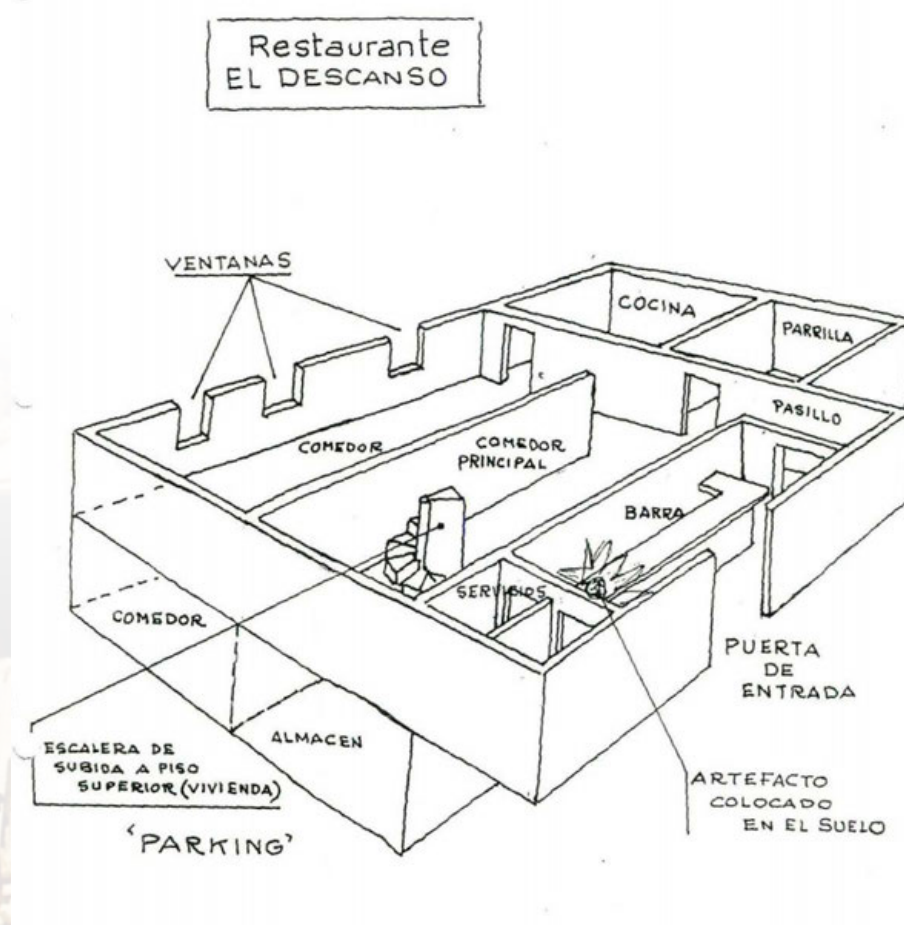 Restaurante
EL DESCANSO
VENTANAS
COCINA
PARRILLA
PASILLO
COMEDOR
COMEDOR
PRINCIPAL
BARRA
SERVICIOS
COMEDOR
ALMACEN
PUERTA
DE
ENTRADA
ESCALERA DE
SUBIDA A PISO
SUPERIOR (VIVIENDA)
'PARKING'
ARTEFACTO
COLOCADO
EN EL SUELO